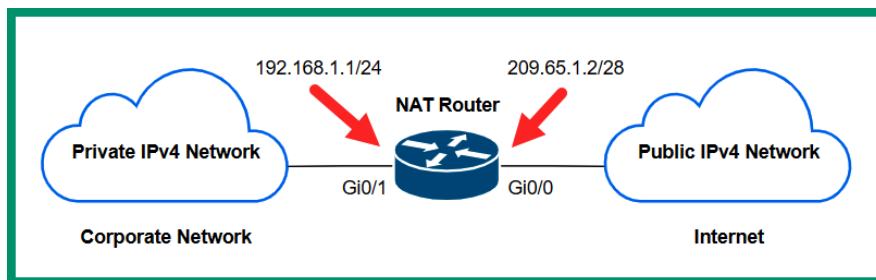 192.168.1.1/24
209.65.1.2/28
NAT Router
Private IPv4 Network
Public IPv4 Network
Gi0/1
Gi0/0
Corporate Network
Internet